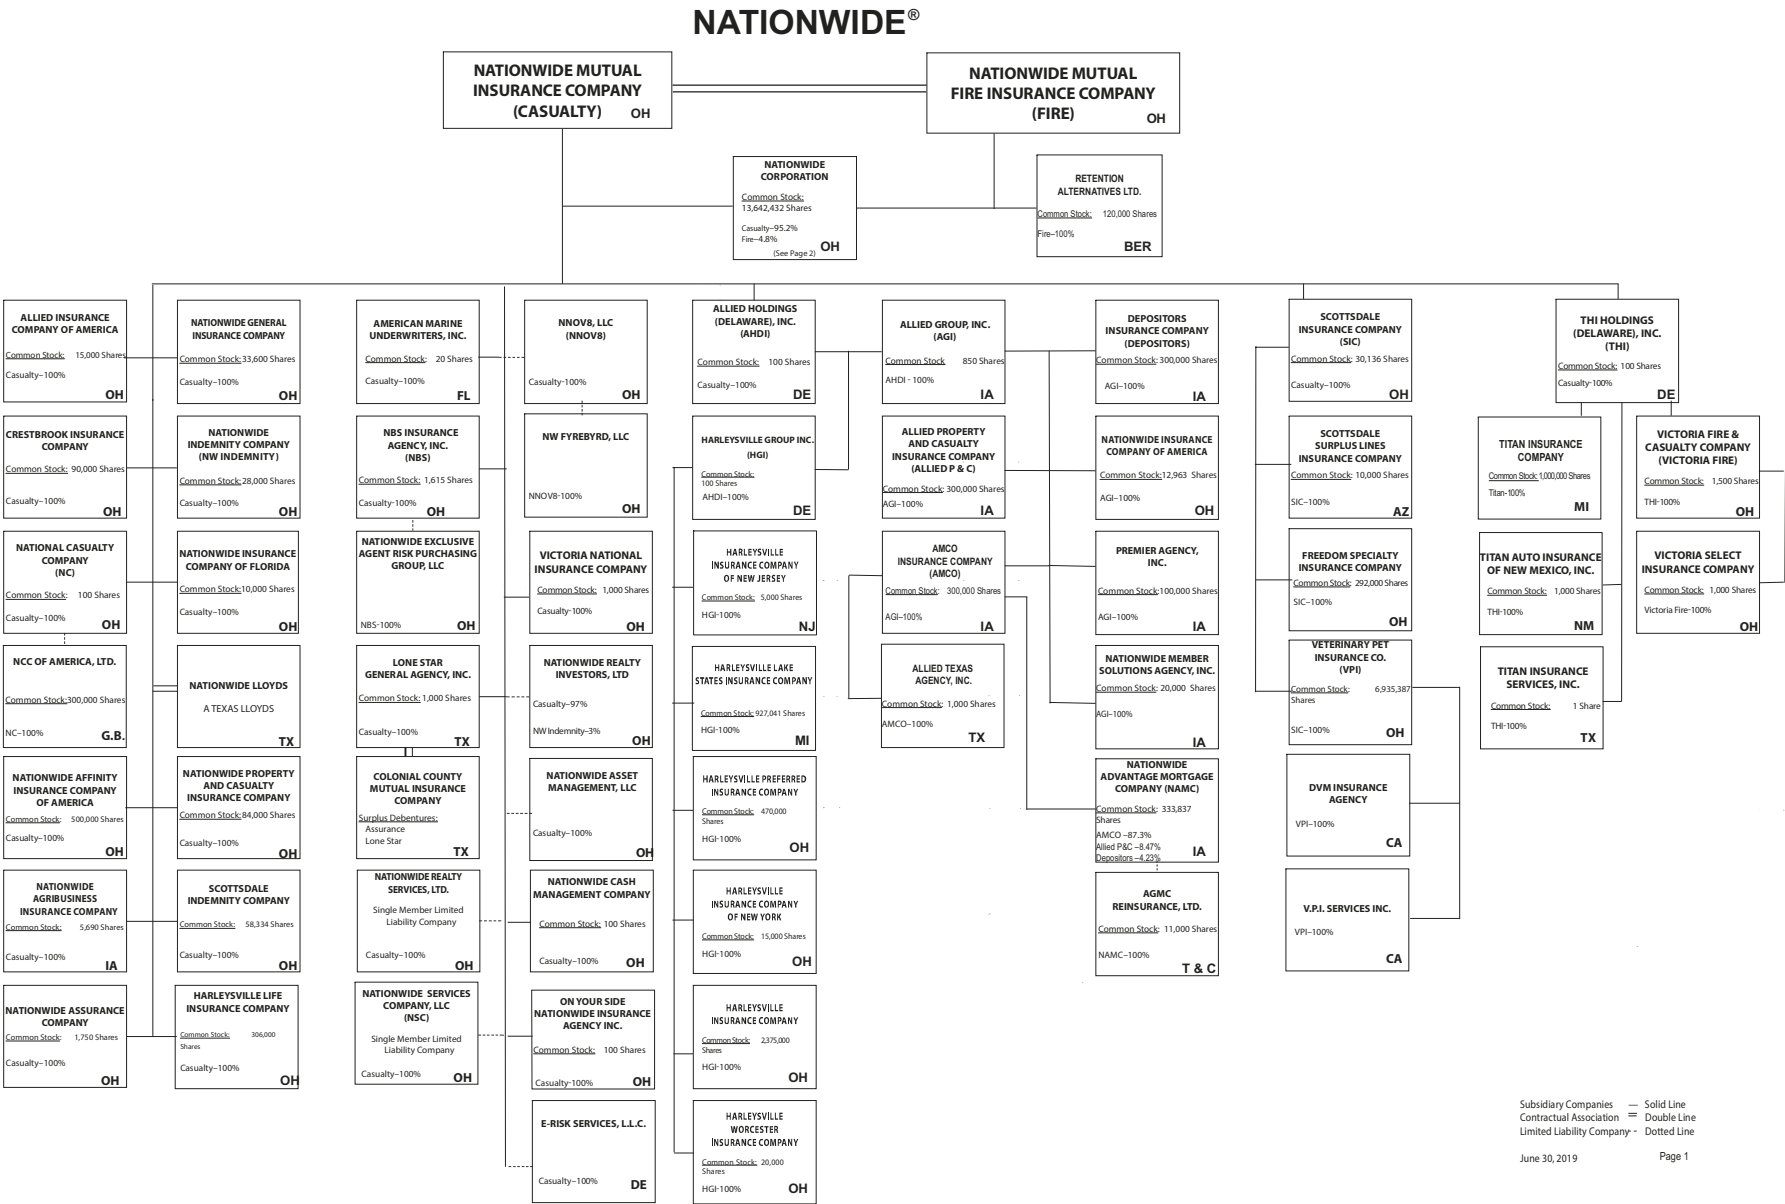 NATIONWIDE®
NATIONWIDE MUTUAL
INSURANCE COMPANY
(CASUALTY) OH
NATIONWIDE MUTUAL
FIRE INSURANCE COMPANY
(FIRE)
OH
NATIONWIDE
CORPORATION
Common Stock:
13,642,432 Shares
Casualty–95.2%
Fire–4.8%
(See Page 2) OH
RETENTION
ALTERNATIVES LTD.
Common Stock: 120,000 Shares
Fire–100%
BER
ALLIED INSURANCE
COMPANY OF AMERICA
Common Stock: 15,000 Shares
Casualty–100%
OH
NATIONWIDE GENERAL
INSURANCE COMPANY
Common Stock: 33,600 Shares
Casualty–100%
OH
AMERICAN MARINE
UNDERWRITERS, INC.
Common Stock: 20 Shares
Casualty–100%
FL
NNOV8, LLC
(NNOV8)
Casualty-100%
OH
ALLIED HOLDINGS
(DELAWARE), INC.
(AHDI)
Common Stock: 100 Shares
Casualty–100%
DE
ALLIED GROUP, INC.
(AGI)
Common Stock 850 Shares
AHDI - 100%
IA
DEPOSITORS
INSURANCE COMPANY
(DEPOSITORS)
Common Stock: 300,000 Shares
AGI–100%
IA
SCOTTSDALE
INSURANCE COMPANY
(SIC)
Common Stock: 30,136 Shares
Casualty–100%
OH
THI HOLDINGS
(DELAWARE), INC.
(THI)
Common Stock: 100 Shares
Casualty-100%
DE
CRESTBROOK INSURANCE
COMPANY
Common Stock: 90,000 Shares
Casualty–100%
OH
NATIONWIDE
INDEMNITY COMPANY
(NW INDEMNITY)
Common Stock: 28,000 Shares
Casualty–100%
OH
NBS INSURANCE
AGENCY, INC.
(NBS)
Common Stock: 1,615 Shares
Casualty-100%
OH
NW FYREBYRD, LLC
NNOV8-100%
OH
HARLEYSVILLE GROUP INC.
(HGI)
Common Stock:
100 Shares
AHDI–100%
DE
ALLIED PROPERTY
AND CASUALTY
INSURANCE COMPANY
(ALLIED P & C)
Common Stock: 300,000 Shares
AGI–100%
IA
NATIONWIDE INSURANCE
COMPANY OF AMERICA
Common Stock: 12,963 Shares
AGI–100%
OH
SCOTTSDALE
SURPLUS LINES
INSURANCE COMPANY
Common Stock: 10,000 Shares
SIC–100%
AZ
TITAN INSURANCE
COMPANY
Common Stock: 1,000,000 Shares
Titan-100%
MI
VICTORIA FIRE &
CASUALTY COMPANY
(VICTORIA FIRE)
Common Stock: 1,500 Shares
THI-100%
OH
NATIONAL CASUALTY
COMPANY
(NC)
Common Stock: 100 Shares
Casualty–100%
OH
NATIONWIDE INSURANCE
COMPANY OF FLORIDA
Common Stock: 10,000 Shares
Casualty–100%
OH
NATIONWIDE EXCLUSIVE
AGENT RISK PURCHASING
GROUP, LLC
NBS-100%
OH
VICTORIA NATIONAL
INSURANCE COMPANY
Common Stock: 1,000 Shares
Casualty-100%
OH
HARLEYSVILLE
INSURANCE COMPANY
OF NEW JERSEY
Common Stock: 5,000 Shares
HGI-100%
NJ
AMCO
INSURANCE COMPANY
(AMCO)
Common Stock: 300,000 Shares
AGI–100%
IA
PREMIER AGENCY,
INC.
Common Stock: 100,000 Shares
AGI–100%
IA
FREEDOM SPECIALTY
INSURANCE COMPANY
Common Stock: 292,000 Shares
SIC–100%
OH
TITAN AUTO INSURANCE
OF NEW MEXICO, INC.
Common Stock: 1,000 Shares
THI-100%
NM
VICTORIA SELECT
INSURANCE COMPANY
Common Stock: 1,000 Shares
Victoria Fire-100%
OH
NCC OF AMERICA, LTD.
Common Stock: 300,000 Shares
NC–100%
G.B.
NATIONWIDE LLOYDS
A TEXAS LLOYDS
TX
LONE STAR
GENERAL AGENCY, INC.
Common Stock: 1,000 Shares
Casualty–100%
TX
NATIONWIDE REALTY
INVESTORS, LTD
Casualty–97%
NW Indemnity–3%
OH
HARLEYSVILLE LAKE
STATES INSURANCE COMPANY
Common Stock: 927,041 Shares
HGI-100%
MI
ALLIED TEXAS
AGENCY, INC.
Common Stock: 1,000 Shares
AMCO–100%
TX
NATIONWIDE MEMBER
SOLUTIONS AGENCY, INC.
Common Stock: 20,000 Shares
AGI–100%
IA
VETERINARY PET
INSURANCE CO.
(VPI)
Common Stock: 6,935,387
Shares
SIC–100%
OH
TITAN INSURANCE
SERVICES, INC.
Common Stock: 1 Share
THI-100%
TX
NATIONWIDE AFFINITY
INSURANCE COMPANY
OF AMERICA
Common Stock: 500,000 Shares
Casualty–100%
OH
NATIONWIDE PROPERTY
AND CASUALTY
INSURANCE COMPANY
Common Stock: 84,000 Shares
Casualty–100%
OH
COLONIAL COUNTY
MUTUAL INSURANCE
COMPANY
Surplus Debentures:
Assurance
Lone Star
TX
NATIONWIDE ASSET
MANAGEMENT, LLC
Casualty–100%
OH
HARLEYSVILLE PREFERRED
INSURANCE COMPANY
Common Stock: 470,000
Shares
HGI-100%
OH
NATIONWIDE
ADVANTAGE MORTGAGE
COMPANY (NAMC)
Common Stock: 333,837
Shares
AMCO –87.3%
Allied P&C –8.47%
Depositors –4.23%
IA
DVM INSURANCE
AGENCY
VPI–100%
CA
NATIONWIDE
AGRIBUSINESS
INSURANCE COMPANY
Common Stock: 5,690 Shares
Casualty–100%
IA
SCOTTSDALE
INDEMNITY COMPANY
Common Stock: 58,334 Shares
Casualty–100%
OH
NATIONWIDE REALTY
SERVICES, LTD.
Single Member Limited
Liability Company
Casualty–100%
OH
NATIONWIDE CASH
MANAGEMENT COMPANY
Common Stock: 100 Shares
Casualty–100%
OH
HARLEYSVILLE
INSURANCE COMPANY
OF NEW YORK
Common Stock: 15,000 Shares
HGI-100%
OH
AGMC
REINSURANCE, LTD.
Common Stock: 11,000 Shares
NAMC–100%
T & C
V.P.I. SERVICES INC.
VPI–100%
CA
NATIONWIDE ASSURANCE
COMPANY
Common Stock: 1,750 Shares
Casualty–100%
OH
HARLEYSVILLE LIFE
INSURANCE COMPANY
Common Stock: 306,000
Shares
Casualty–100%
OH
NATIONWIDE SERVICES
COMPANY, LLC
(NSC)
Single Member Limited
Liability Company
Casualty–100%
OH
ON YOUR SIDE
NATIONWIDE INSURANCE
AGENCY INC.
Common Stock: 100 Shares
Casualty-100%
OH
HARLEYSVILLE
INSURANCE COMPANY
Common Stock: 2,375,000
Shares
HGI-100%
OH
E-RISK SERVICES, L.L.C.
Casualty–100%
DE
HARLEYSVILLE
WORCESTER
INSURANCE COMPANY
Common Stock: 20,000
Shares
HGI-100%
OH
Subsidiary Companies — Solid Line
Contractual Association = Double Line
Limited Liability Company - - Dotted Line
June 30, 2019 Page 1